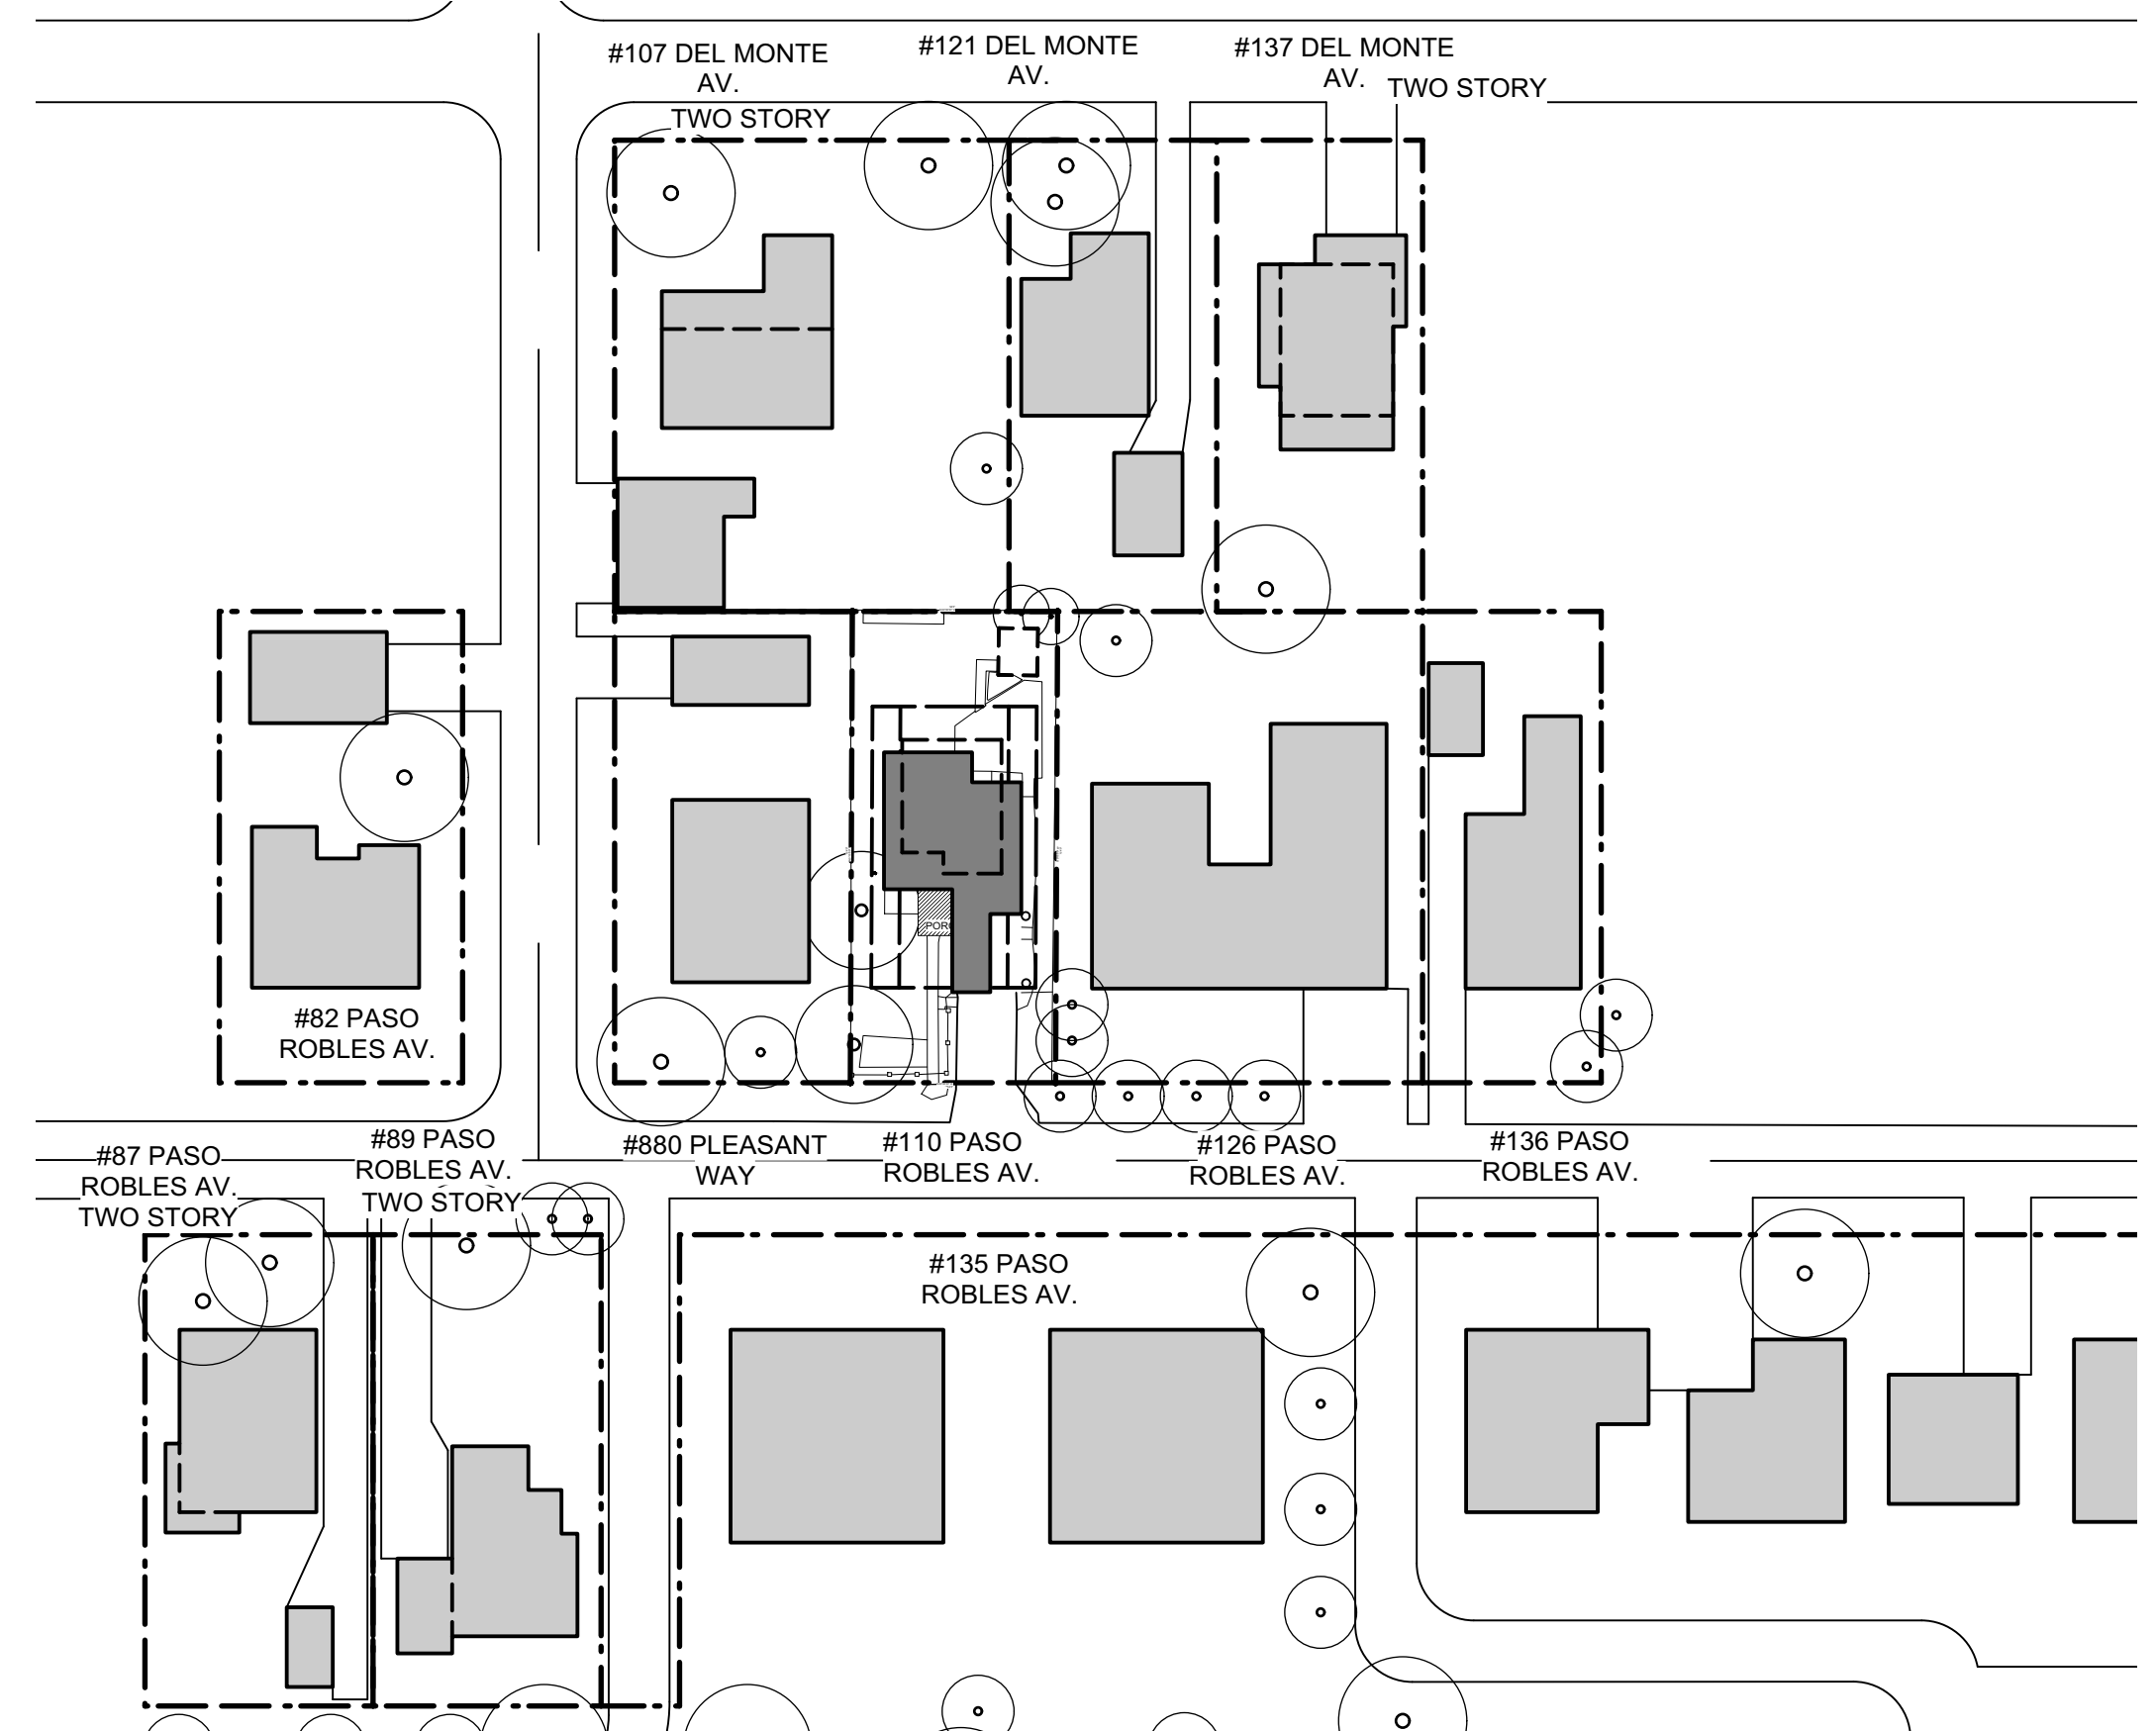 #107 DEL MONTE
AV.
TWO STORY
#121 DEL MONTE
AV.
#137 DEL MONTE
AV.
TWO STORY
#82 PASO
ROBLES AV.
#87 PASO
ROBLES AV.
TWO STORY
#89 PASO
ROBLES AV.
TWO STORY
#880 PLEASANT
WAY
#110 PASO
ROBLES AV.
#126 PASO
ROBLES AV.
#136 PASO
ROBLES AV.
#135 PASO
ROBLES AV.